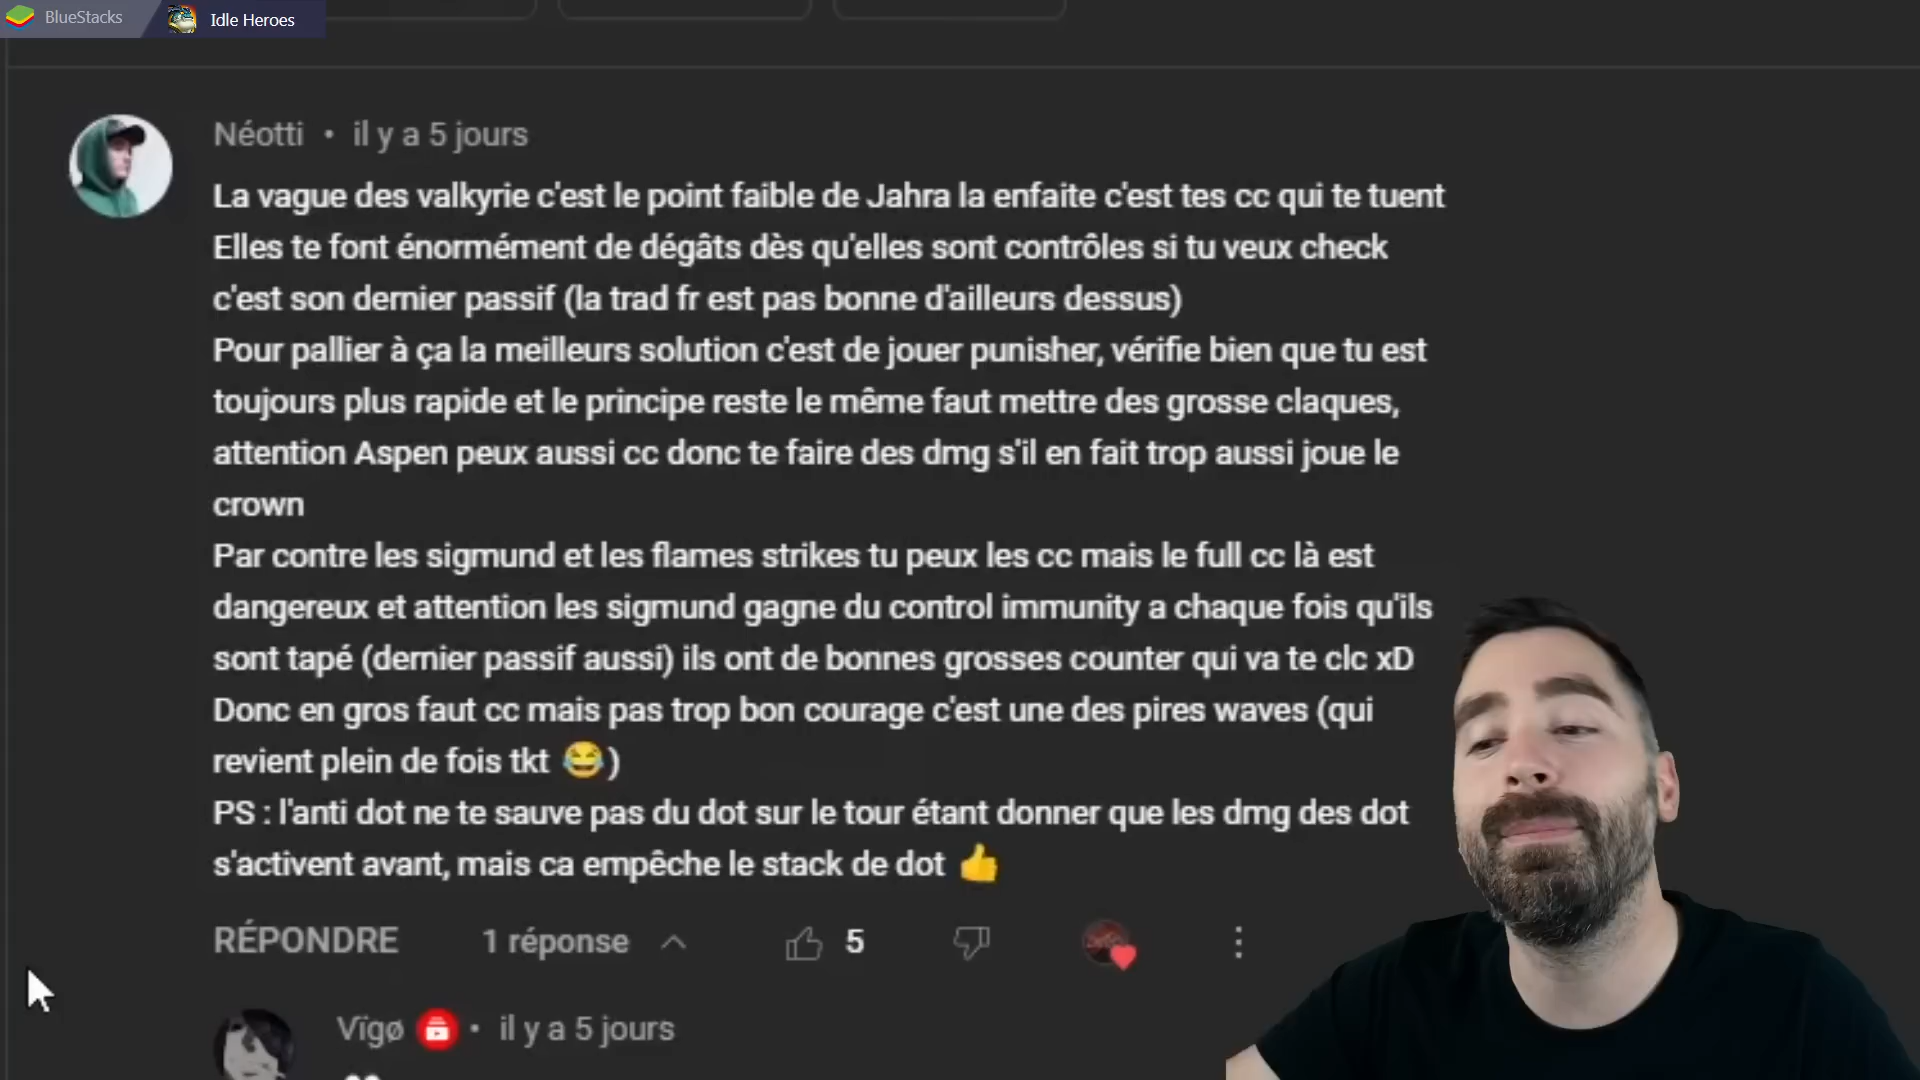 BlueStacks
Idle Heroes
Néotti • il y a 5 jours
La vague des valkyrie c'est le point faible de Jahra la enfaite c'est tes cc qui te tuent
Elles te font énormément de dégâts dès qu'elles sont contrôles si tu veux check
c'est son dernier passif (la trad fr est pas bonne d'ailleurs dessus)
Pour pallier à ça la meilleurs solution c'est de jouer punisher, vérifie bien que tu est
toujours plus rapide et le principe reste le même faut mettre des grosse claques,
attention Aspen peux aussi cc donc te faire des dmg s'il en fait trop aussi joue le
crown
Par contre les sigmund et les flames strikes tu peux les cc mais le full cc là est
dangereux et attention les sigmund gagne du control immunity a chaque fois qu'ils
sont tapé (dernier passif aussi) ils ont de bonnes grosses counter qui va te clc xD
Donc en gros faut cc mais pas trop bon courage c'est une des pires waves (qui
revient plein de fois tkt 😂)
PS : l'anti dot ne te sauve pas du dot sur le tour étant donner que les dmg des dot
s'activent avant, mais ca empêche le stack de dot 👍
RÉPONDRE 1 réponse 5
Vïgø • il y a 5 jours